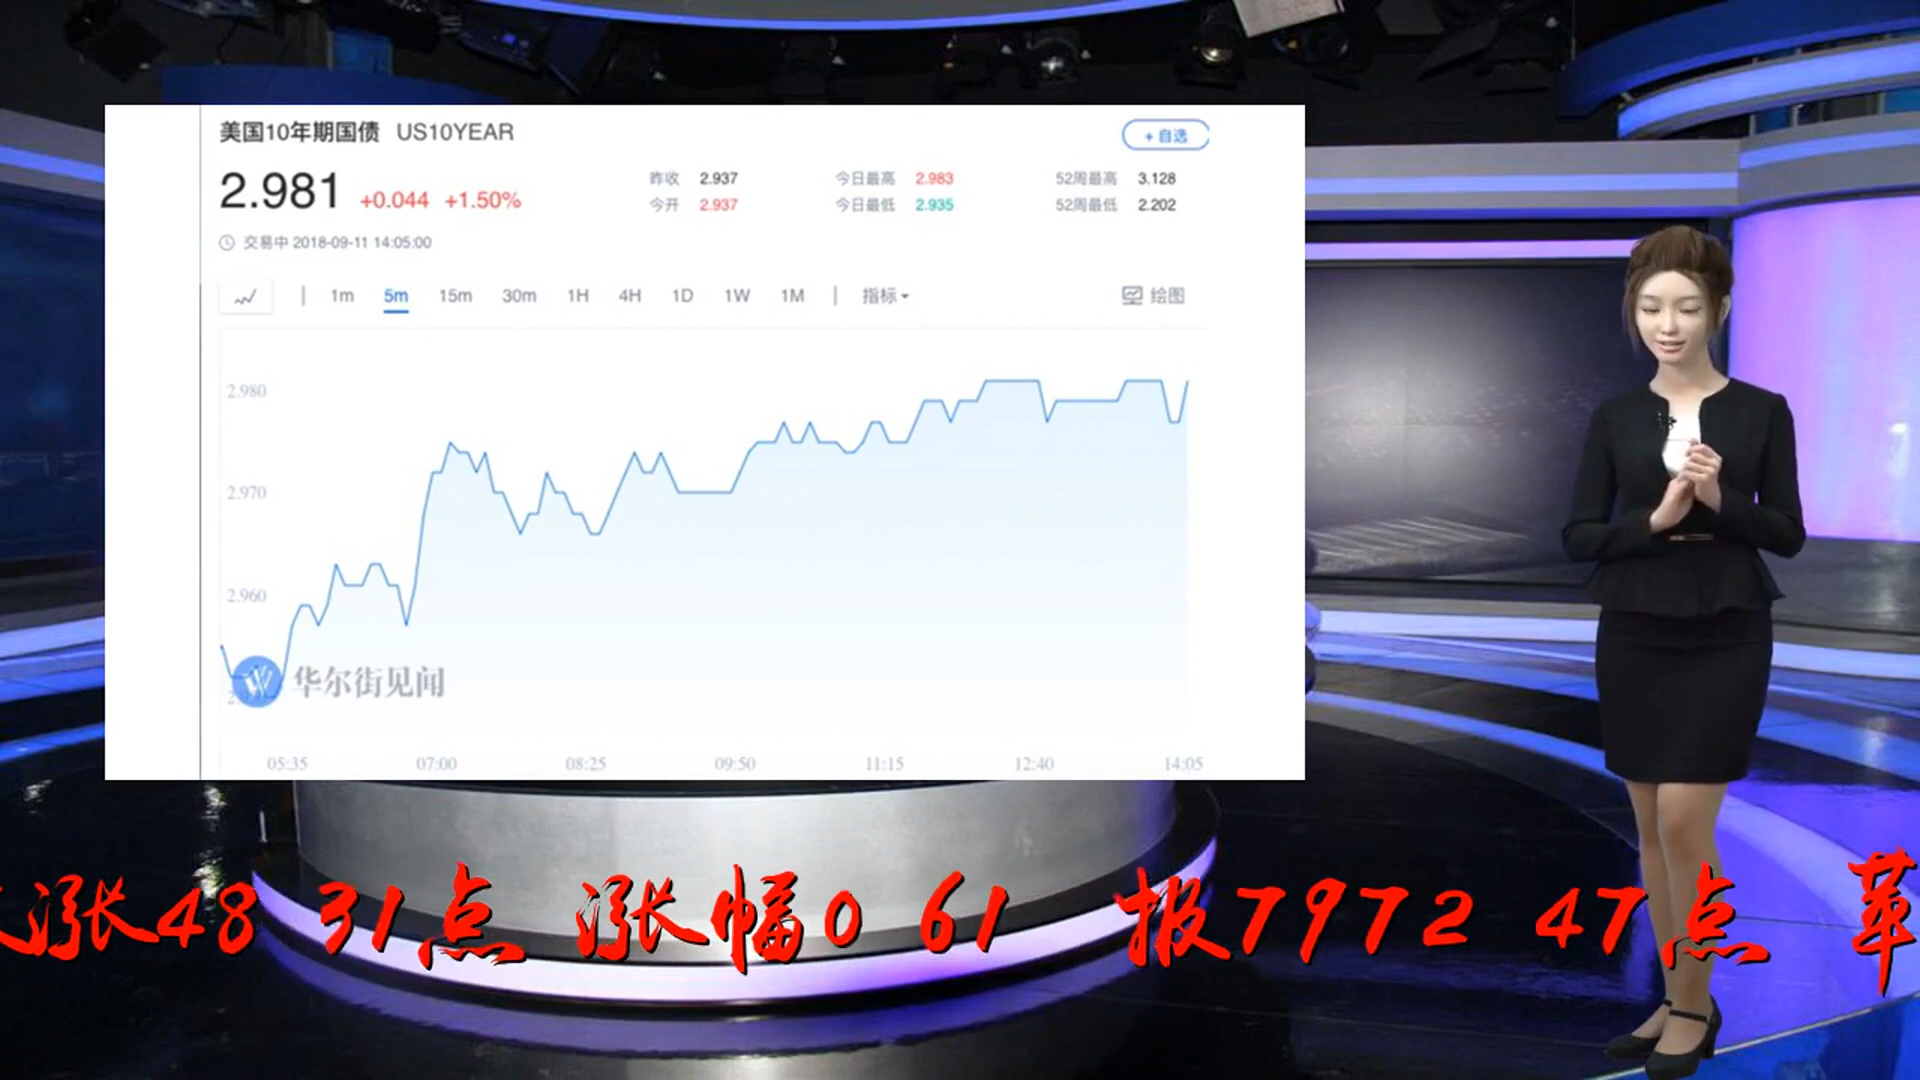 美国10年期国债 US10YEAR
+ 自选
2.981 +0.044 +1.50%
昨收 2.937 今日最高 2.983 52周最高 3.128
今开 2.937 今日最低 2.935 52周最低 2.202
交易中 2018-09-11 14:05:00
1m 5m 15m 30m 1H 4H 1D 1W 1M 指标 绘图
2.980
2.970
2.960
华尔街见闻
05:35 07:00 08:25 09:50 11:15 12:40 14:05
涨48 31点 涨幅0 61 报7972 47点 苹